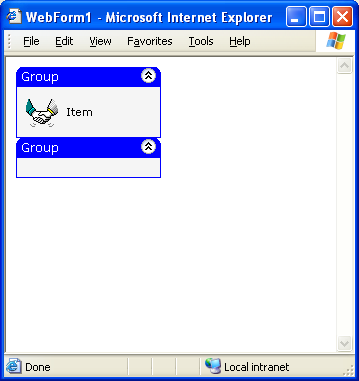 WebForm1 - Microsoft Internet Explorer
File Edit View Favorites Tools Help
Group
Item
Group
Done Local intranet